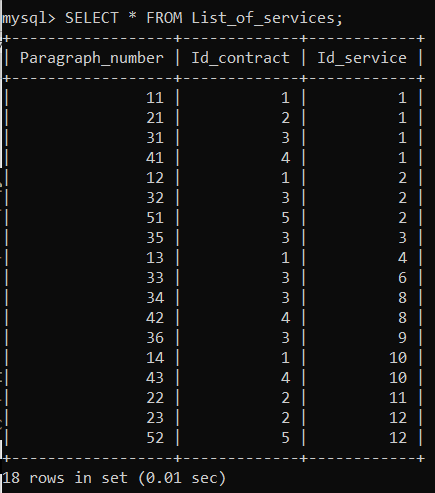 mysql> SELECT * FROM List_of_services;
+------------------+-------------+------------+
| Paragraph_number | Id_contract | Id_service |
+------------------+-------------+------------+
|               11 |           1 |          1 |
|               21 |           2 |          1 |
|               31 |           3 |          1 |
|               41 |           4 |          1 |
|               12 |           1 |          2 |
|               32 |           3 |          2 |
|               51 |           5 |          2 |
|               35 |           3 |          3 |
|               13 |           1 |          4 |
|               33 |           3 |          6 |
|               34 |           3 |          8 |
|               42 |           4 |          8 |
|               36 |           3 |          9 |
|               14 |           1 |         10 |
|               43 |           4 |         10 |
|               22 |           2 |         11 |
|               23 |           2 |         12 |
|               52 |           5 |         12 |
+------------------+-------------+------------+
18 rows in set (0.01 sec)